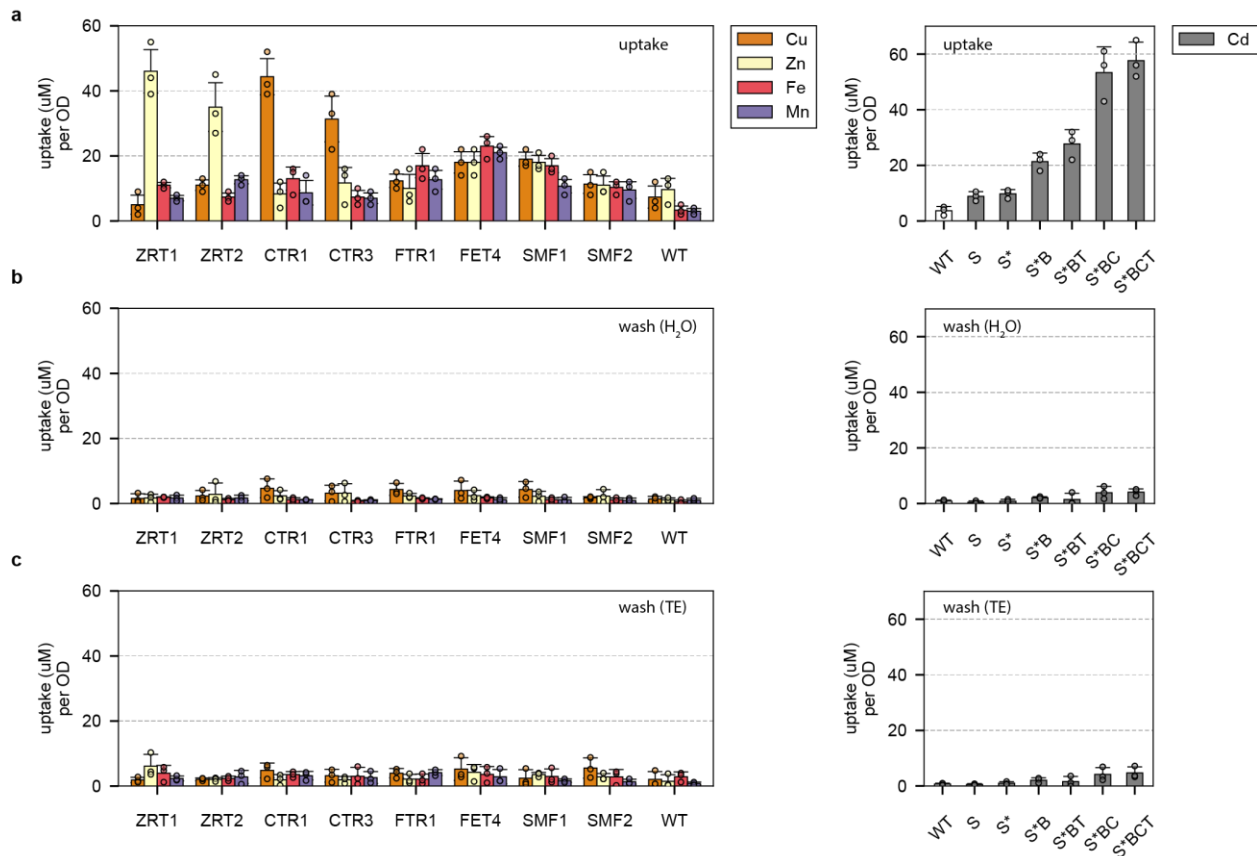 a
uptake (uM)
per OD
60
40
20
0
uptake
Cu
Zn
Fe
Mn
ZRT1 ZRT2 CTR1 CTR3 FTR1 FET4 SMF1 SMF2 WT
uptake (uM)
per OD
60
40
20
0
uptake
Cd
WT S S* S*B S*BT S*BC S*BCT
b
uptake (uM)
per OD
60
40
20
0
wash (H2O)
ZRT1 ZRT2 CTR1 CTR3 FTR1 FET4 SMF1 SMF2 WT
uptake (uM)
per OD
60
40
20
0
wash (H2O)
WT S S* S*B S*BT S*BC S*BCT
c
uptake (uM)
per OD
60
40
20
0
wash (TE)
ZRT1 ZRT2 CTR1 CTR3 FTR1 FET4 SMF1 SMF2 WT
uptake (uM)
per OD
60
40
20
0
wash (TE)
WT S S* S*B S*BT S*BC S*BCT